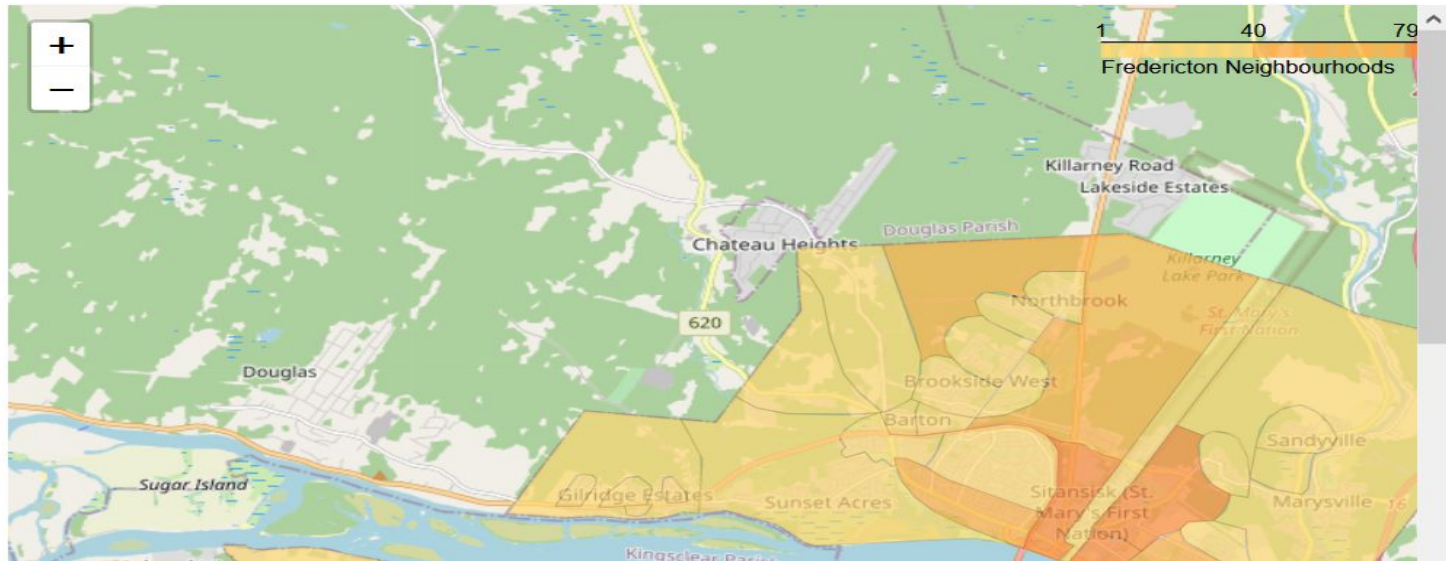 +
−
1 40 79
Fredericton Neighbourhoods
Killarney Road
Lakeside Estates
Douglas Parish
Chateau Heights
Killarney
Lake Park
Northbrook
St. Mary's
First Nation
620
Douglas
Brookside West
Barton
Sandyville
Sugar Island
Gilridge Estates
Sunset Acres
Sitansisk (St.
Mary's First
Nation)
Marysville
16
Kingsclear Parish